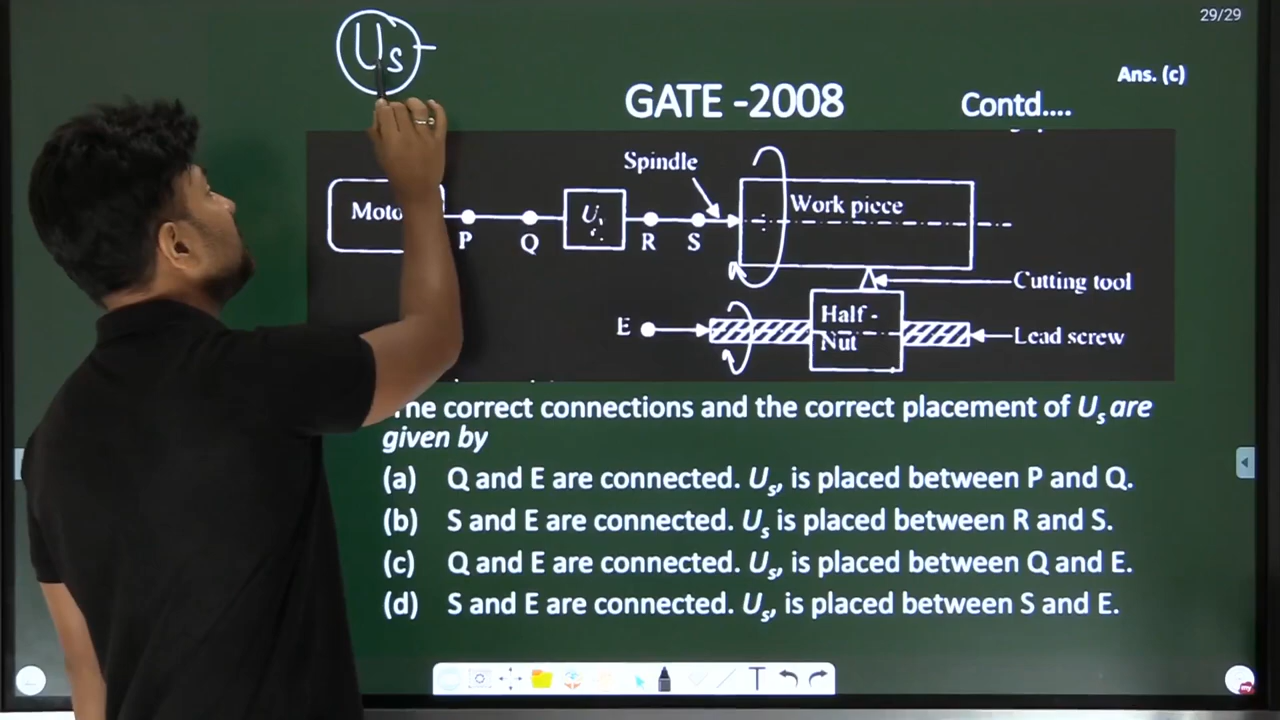 29/29
Us
Ans. (c)
GATE -2008 Contd....
Spindle
Moto
Uv
Work piece
P Q R S
Cutting tool
E
Half -
Nut
Lead screw
The correct connections and the correct placement of Us are
given by
(a) Q and E are connected. Us, is placed between P and Q.
(b) S and E are connected. Us is placed between R and S.
(c) Q and E are connected. Us, is placed between Q and E.
(d) S and E are connected. Us, is placed between S and E.
T